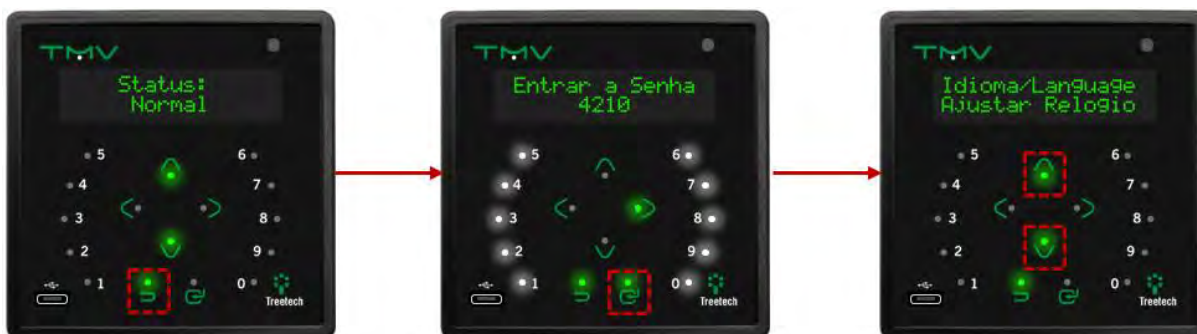 TMV
Status:
Normal
5 6
4 7
3 8
2 9
1 0
Treetech
TMV
Entrar a Senha
4210
5 6
4 7
3 8
2 9
1 0
Treetech
TMV
Idioma/Language
Ajustar Relogio
5 6
4 7
3 8
2 9
1 0
Treetech